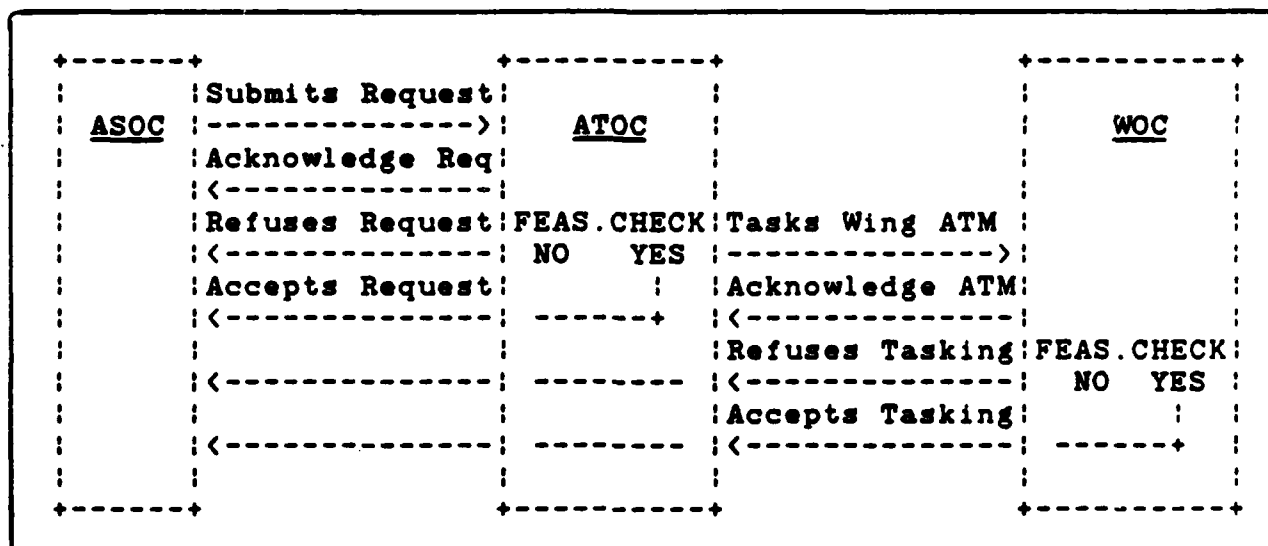 Submits Request
ASOC ATOC WOC
Acknowledge Req
Refuses Request FEAS.CHECK Tasks Wing ATM
NO YES
Accepts Request Acknowledge ATM
Refuses Tasking FEAS.CHECK
NO YES
Accepts Tasking